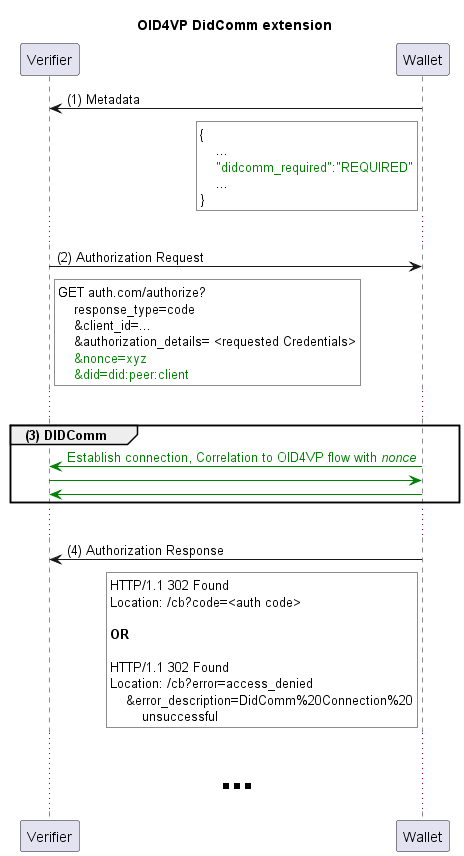 OID4VP DidComm extension
Verifier
Wallet
(1) Metadata
{
...
"didcomm_required":"REQUIRED"
...
}
(2) Authorization Request
GET auth.com/authorize?
response_type=code
&client_id=...
&authorization_details= <requested Credentials>
&nonce=xyz
&did=did:peer:client
(3) DIDComm
Establish connection, Correlation to OID4VP flow with nonce
(4) Authorization Response
HTTP/1.1 302 Found
Location: /cb?code=<auth code>
OR
HTTP/1.1 302 Found
Location: /cb?error=access_denied
&error_description=DidComm%20Connection%20
unsuccessful
...
Verifier
Wallet